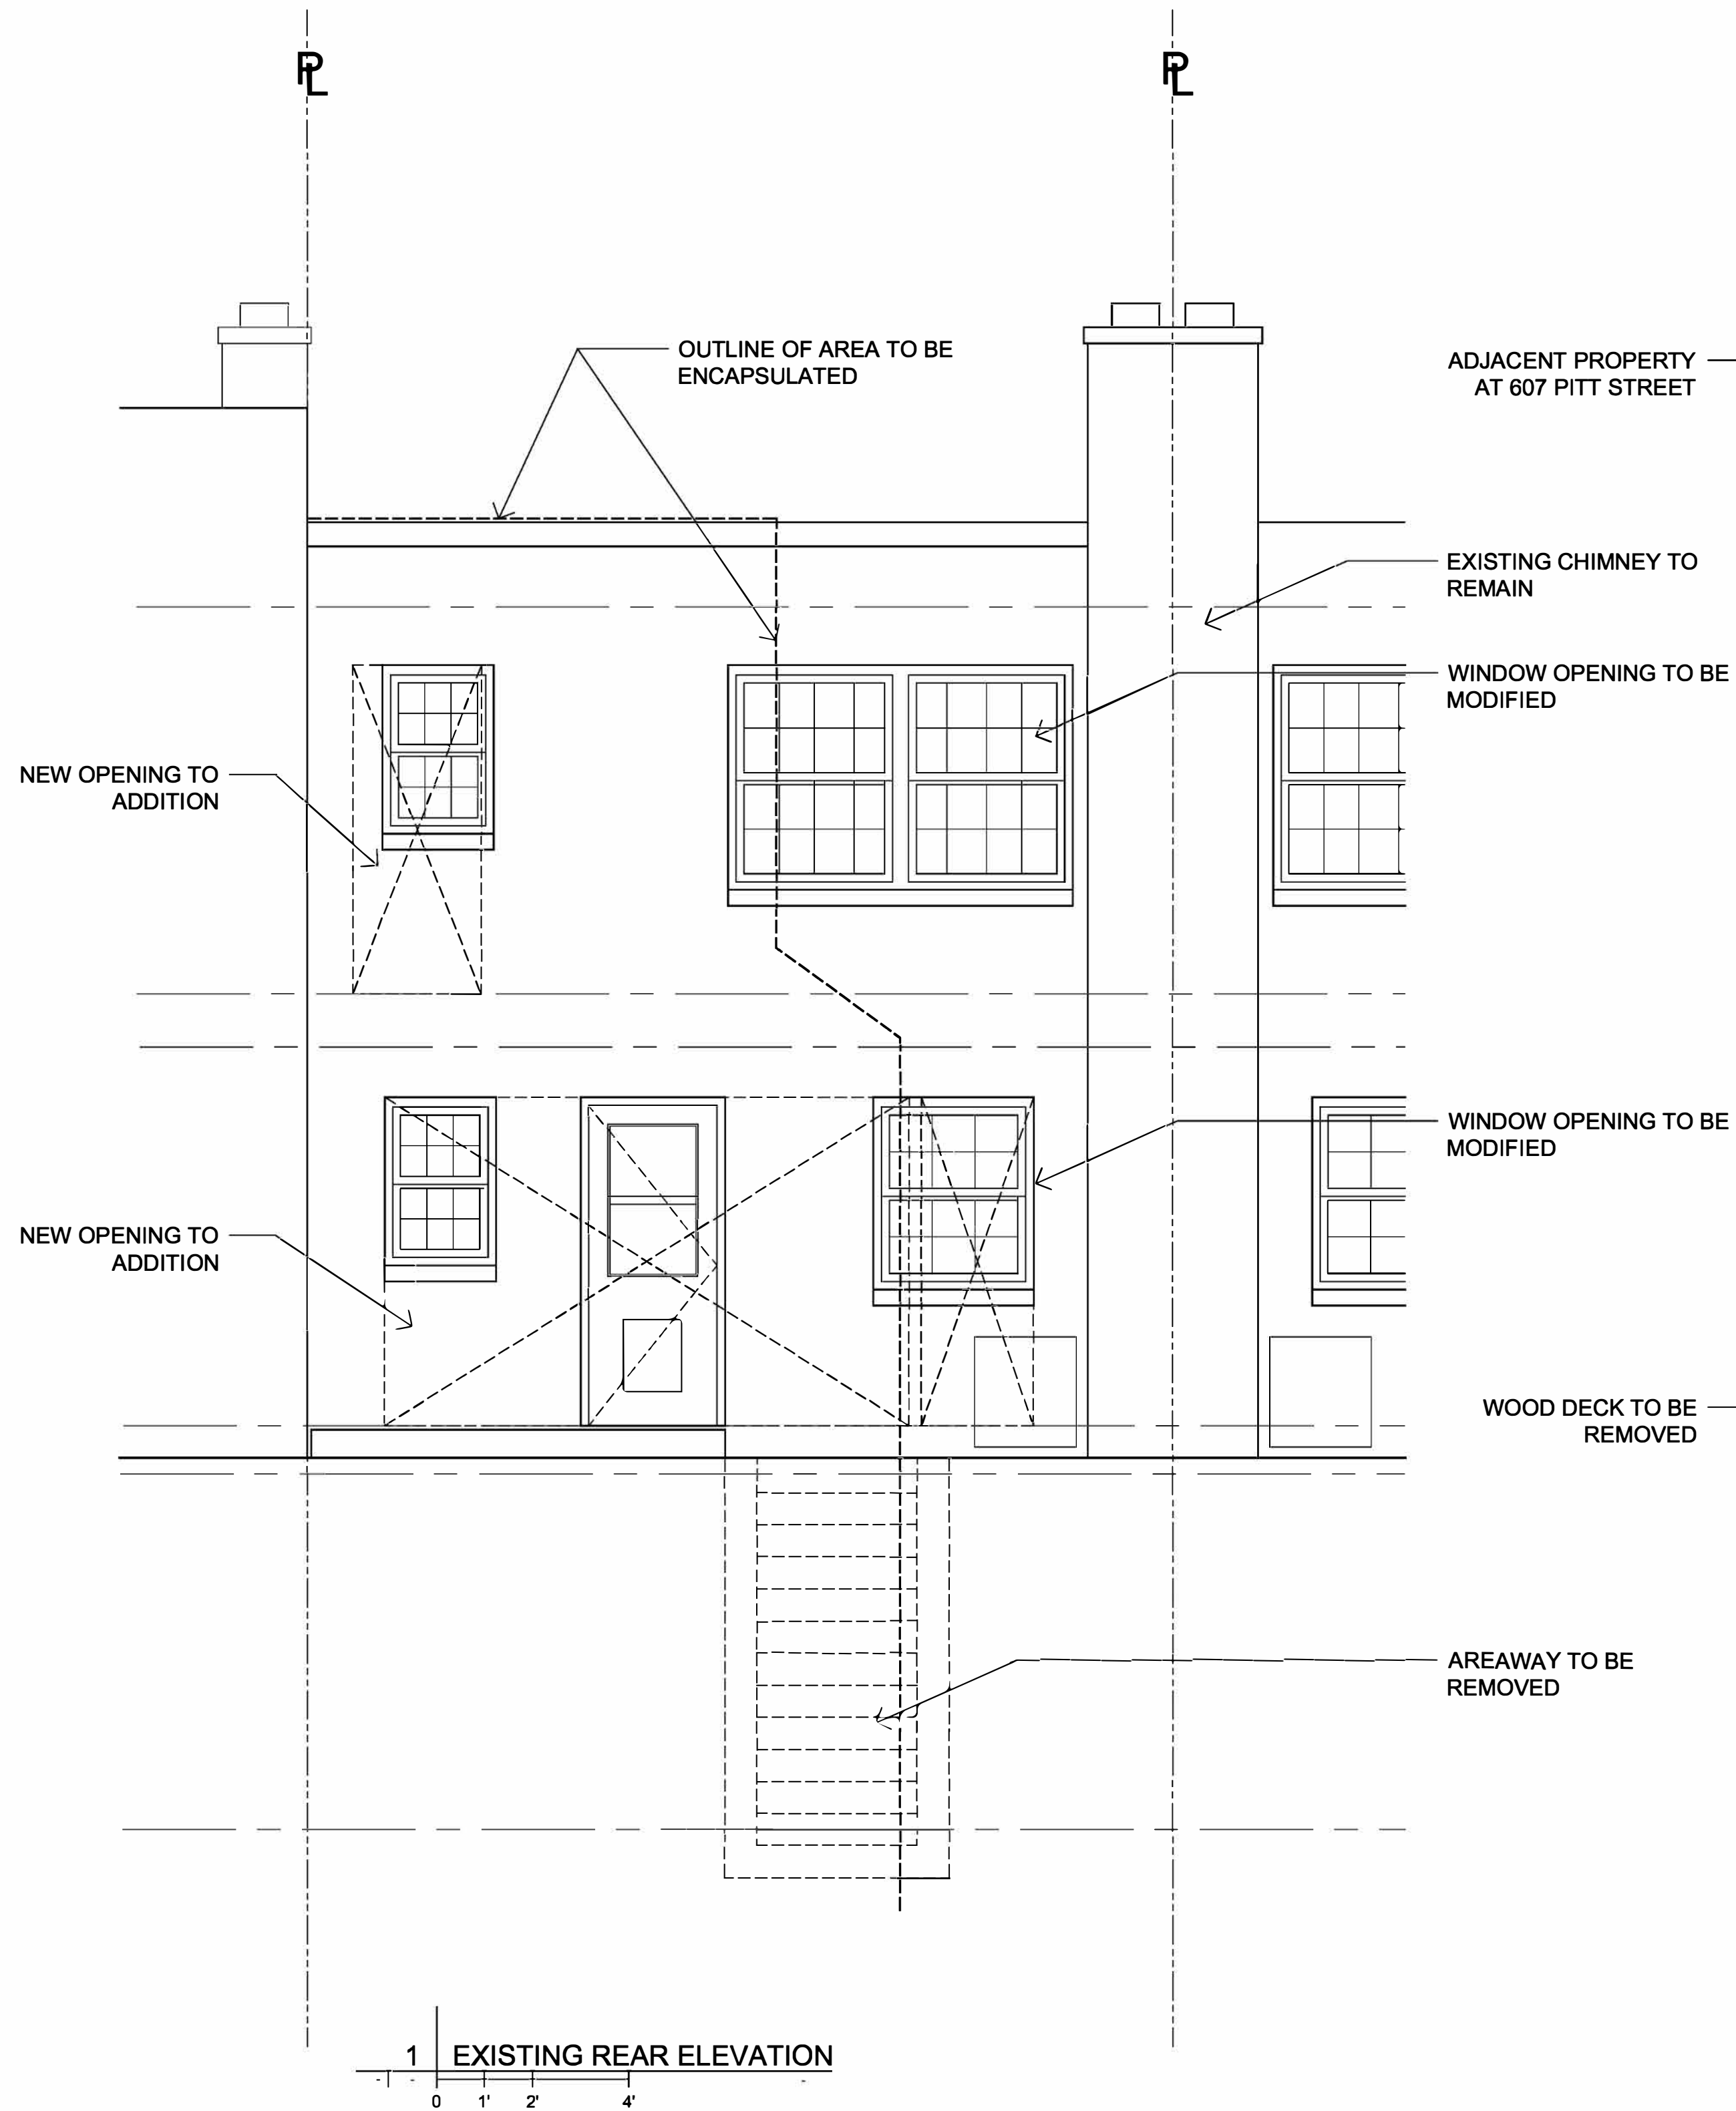 PL
PL
OUTLINE OF AREA TO BE
ENCAPSULATED
ADJACENT PROPERTY
AT 607 PITT STREET
EXISTING CHIMNEY TO
REMAIN
WINDOW OPENING TO BE
MODIFIED
NEW OPENING TO
ADDITION
WINDOW OPENING TO BE
MODIFIED
NEW OPENING TO
ADDITION
WOOD DECK TO BE
REMOVED
AREAWAY TO BE
REMOVED
1 EXISTING REAR ELEVATION
0 1' 2' 4'